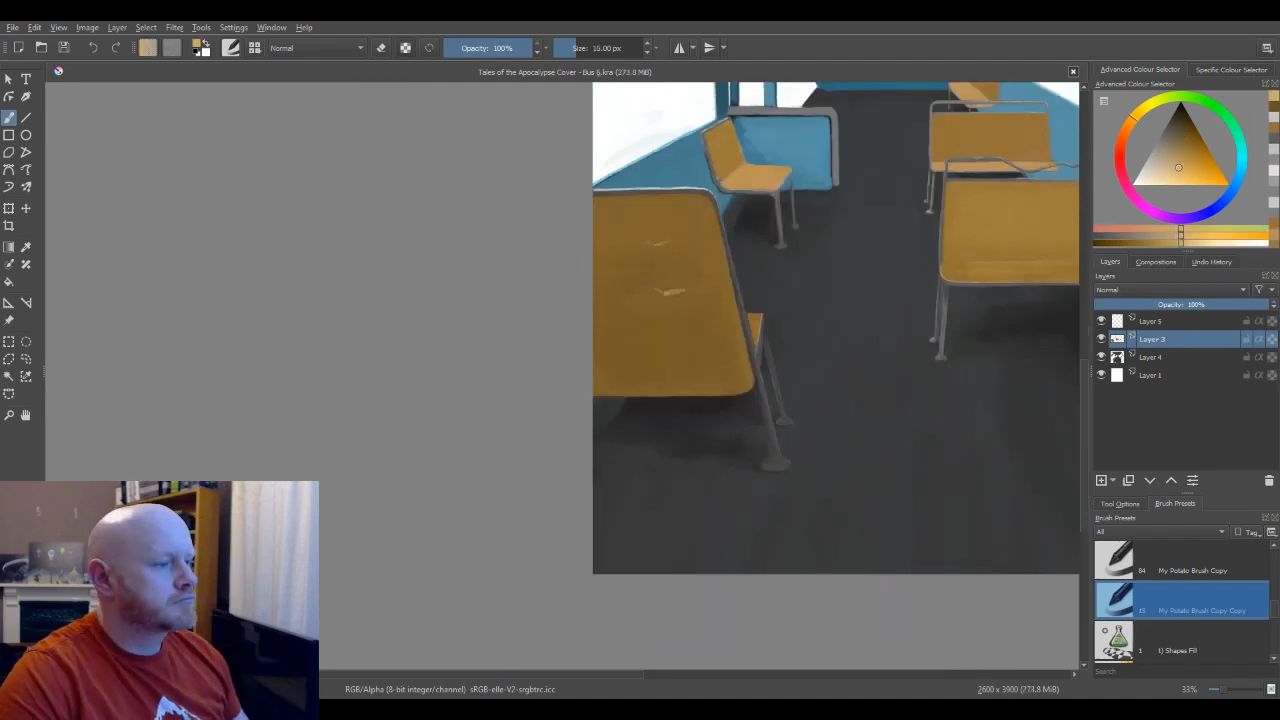 File Edit View Image Layer Select Filter Tools Settings Window Help
Normal Opacity: 100% Size: 15.00 px
Tales of the Apocalypse Cover - Bus 6.kra (273.8 MiB)
Advanced Colour Selector Specific Colour Selector
Advanced Colour Selector
Layers Compositions Undo History
Layers
Normal
Opacity: 100%
Layer 5
Layer 3
Layer 4
Layer 1
Tool Options Brush Presets
Brush Presets
All Tag
84 My Potato Brush Copy
15 My Potato Brush Copy Copy
1 t) Shapes Fill
Search
RGB/Alpha (8-bit integer/channel) sRGB-elle-V2-srgbtrc.icc 2600 x 3900 (273.8 MiB) 33%